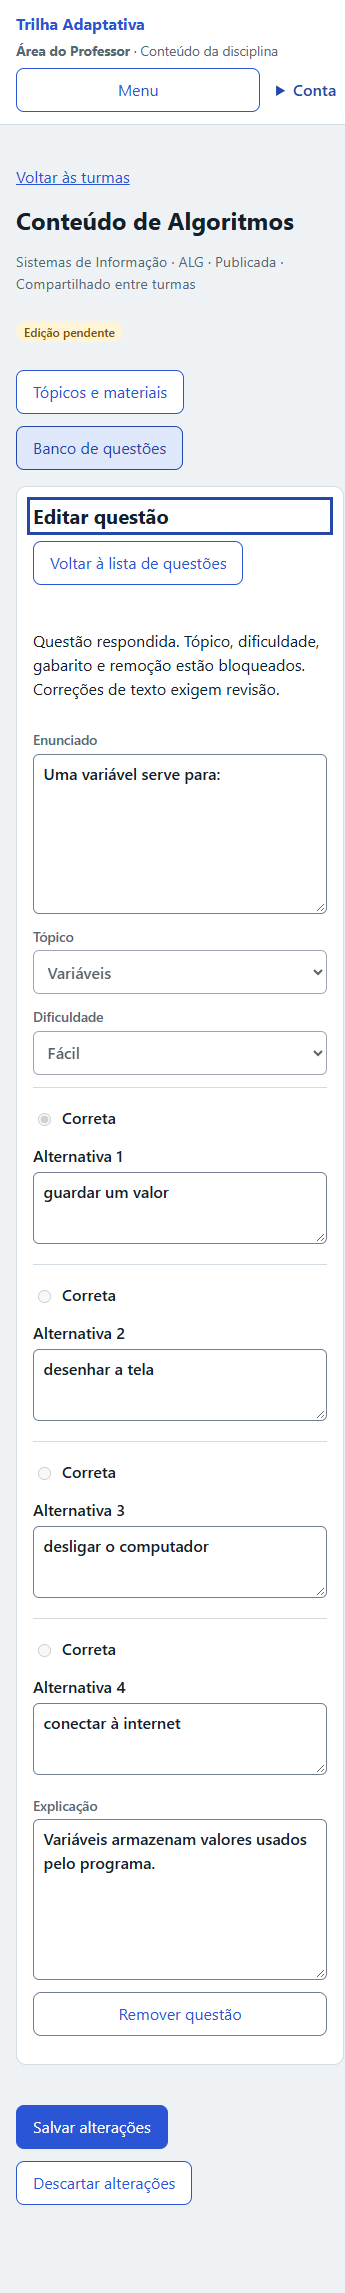 Trilha Adaptativa
Área do Professor · Conteúdo da disciplina
Menu
▶ Conta
Voltar às turmas
Conteúdo de Algoritmos
Sistemas de Informação · ALG · Publicada ·
Compartilhado entre turmas
Edição pendente
Tópicos e materiais
Banco de questões
Editar questão
Voltar à lista de questões
Questão respondida. Tópico, dificuldade,
gabarito e remoção estão bloqueados.
Correções de texto exigem revisão.
Enunciado
Uma variável serve para:
Tópico
Variáveis
Dificuldade
Fácil
Correta
Alternativa 1
guardar um valor
Correta
Alternativa 2
desenhar a tela
Correta
Alternativa 3
desligar o computador
Correta
Alternativa 4
conectar à internet
Explicação
Variáveis armazenam valores usados
pelo programa.
Remover questão
Salvar alterações
Descartar alterações